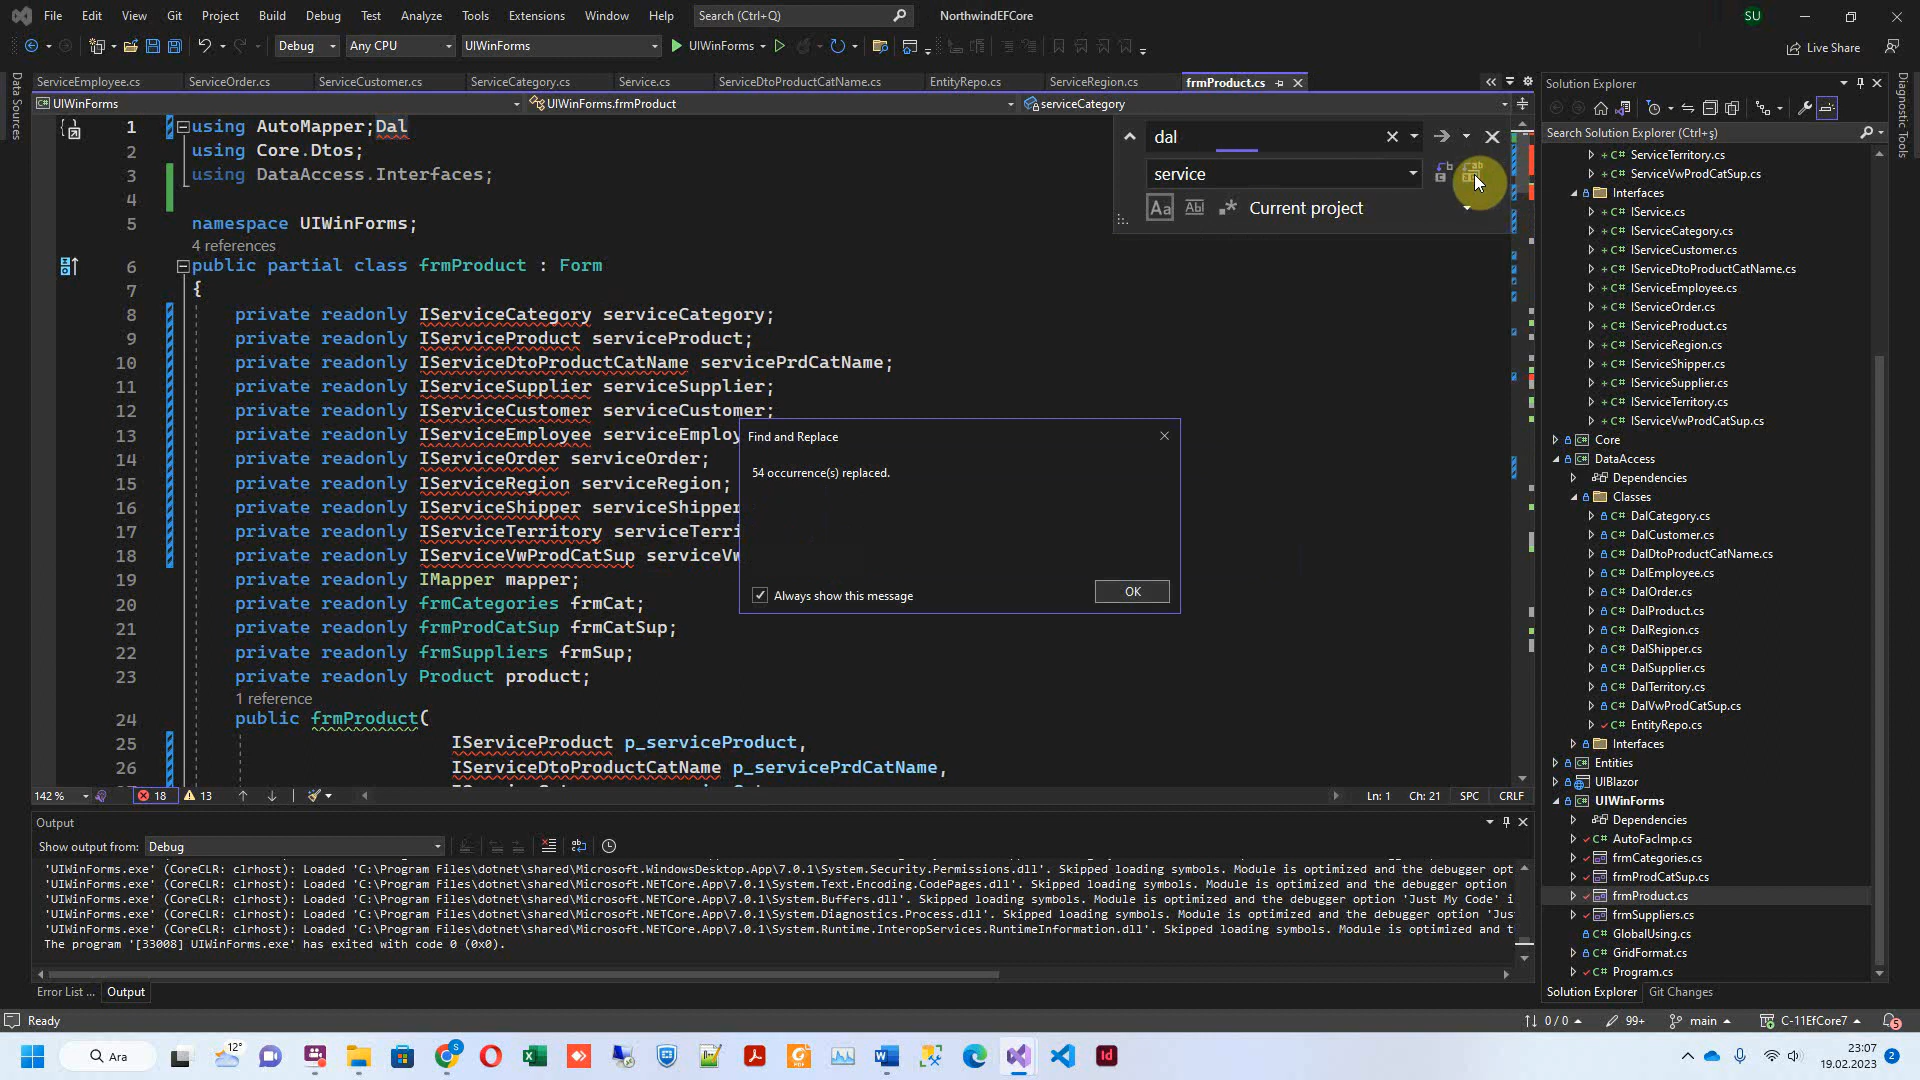 File Edit View Git Project Build Debug Test Analyze Tools Extensions Window Help Search (Ctrl+Q) NorthwindEFCore SU
Debug Any CPU UIWinForms UIWinForms Live Share
ServiceEmployee.cs ServiceOrder.cs ServiceCustomer.cs ServiceCategory.cs Service.cs ServiceDtoProductCatName.cs EntityRepo.cs ServiceRegion.cs frmProduct.cs
UIWinForms UIWinForms.frmProduct serviceCategory
Data Sources
1 using AutoMapper;Dal
2 using Core.Dtos;
3 using DataAccess.Interfaces;
4
5 namespace UIWinForms;
4 references
6 public partial class frmProduct : Form
7 {
8 private readonly IServiceCategory serviceCategory;
9 private readonly IServiceProduct serviceProduct;
10 private readonly IServiceDtoProductCatName servicePrdCatName;
11 private readonly IServiceSupplier serviceSupplier;
12 private readonly IServiceCustomer serviceCustomer;
13 private readonly IServiceEmployee serviceEmploy
14 private readonly IServiceOrder serviceOrder;
15 private readonly IServiceRegion serviceRegion;
16 private readonly IServiceShipper serviceShipper
17 private readonly IServiceTerritory serviceTerri
18 private readonly IServiceVwProdCatSup serviceVw
19 private readonly IMapper mapper;
20 private readonly frmCategories frmCat;
21 private readonly frmProdCatSup frmCatSup;
22 private readonly frmSuppliers frmSup;
23 private readonly Product product;
1 reference
24 public frmProduct(
25 IServiceProduct p_serviceProduct,
26 IServiceDtoProductCatName p_servicePrdCatName,
dal
service
Aa Current project
Find and Replace
54 occurrence(s) replaced.
Always show this message
OK
142 % 18 13 Ln: 1 Ch: 21 SPC CRLF
Output
Show output from: Debug
'UIWinForms.exe' (CoreCLR: clrhost): Loaded 'C:\Program Files\dotnet\shared\Microsoft.WindowsDesktop.App\7.0.1\System.Security.Permissions.dll'. Skipped loading symbols. Module is optimized and the debugger opt
'UIWinForms.exe' (CoreCLR: clrhost): Loaded 'C:\Program Files\dotnet\shared\Microsoft.NETCore.App\7.0.1\System.Text.Encoding.CodePages.dll'. Skipped loading symbols. Module is optimized and the debugger option
'UIWinForms.exe' (CoreCLR: clrhost): Loaded 'C:\Program Files\dotnet\shared\Microsoft.NETCore.App\7.0.1\System.Buffers.dll'. Skipped loading symbols. Module is optimized and the debugger option 'Just My Code' i
'UIWinForms.exe' (CoreCLR: clrhost): Loaded 'C:\Program Files\dotnet\shared\Microsoft.NETCore.App\7.0.1\System.Diagnostics.Process.dll'. Skipped loading symbols. Module is optimized and the debugger option 'Jus
'UIWinForms.exe' (CoreCLR: clrhost): Loaded 'C:\Program Files\dotnet\shared\Microsoft.NETCore.App\7.0.1\System.Runtime.InteropServices.RuntimeInformation.dll'. Skipped loading symbols. Module is optimized and t
The program '[33008] UIWinForms.exe' has exited with code 0 (0x0).
Error List ... Output
Solution Explorer
Search Solution Explorer (Ctrl+ş)
ServiceTerritory.cs
ServiceVwProdCatSup.cs
Interfaces
IService.cs
IServiceCategory.cs
IServiceCustomer.cs
IServiceDtoProductCatName.cs
IServiceEmployee.cs
IServiceOrder.cs
IServiceProduct.cs
IServiceRegion.cs
IServiceShipper.cs
IServiceSupplier.cs
IServiceTerritory.cs
IServiceVwProdCatSup.cs
Core
DataAccess
Dependencies
Classes
DalCategory.cs
DalCustomer.cs
DalDtoProductCatName.cs
DalEmployee.cs
DalOrder.cs
DalProduct.cs
DalRegion.cs
DalShipper.cs
DalSupplier.cs
DalTerritory.cs
DalVwProdCatSup.cs
EntityRepo.cs
Interfaces
Entities
UIBlazor
UIWinForms
Dependencies
AutoFacImp.cs
frmCategories.cs
frmProdCatSup.cs
frmProduct.cs
frmSuppliers.cs
GlobalUsing.cs
GridFormat.cs
Program.cs
Solution Explorer Git Changes
Diagnostic Tools
Ready 0 / 0 99+ main C-11EfCore7 5
Ara 12° S Id 23:07
19.02.2023 2